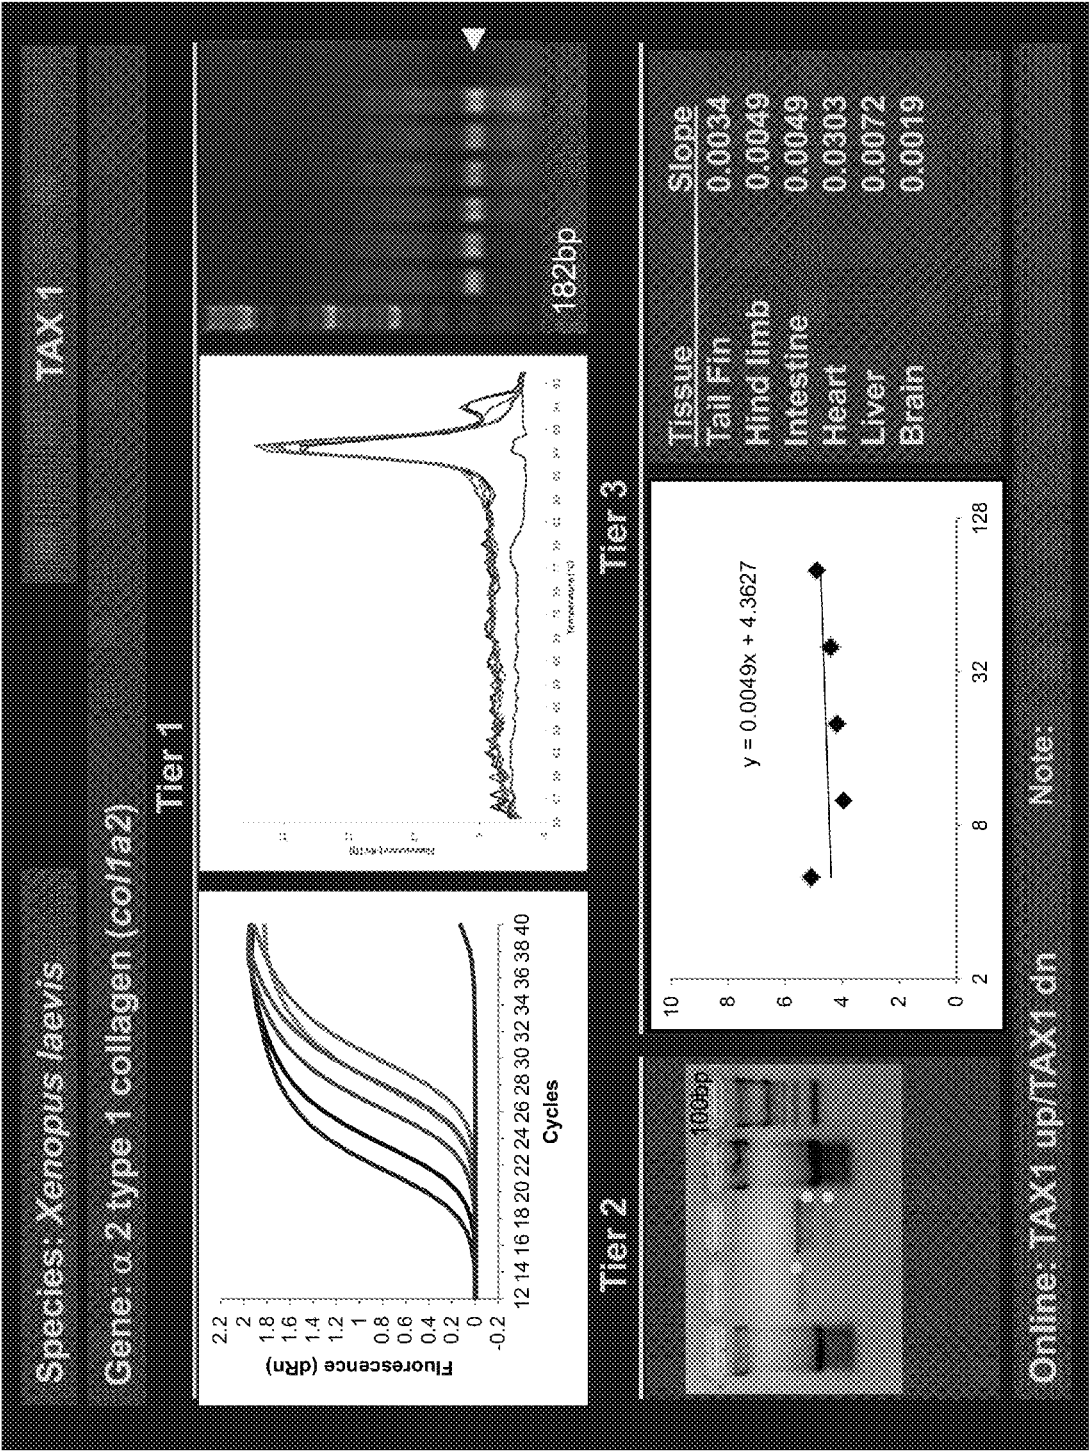 Species: Xenopus laevis
TAX 1
Gene: α 2 type 1 collagen (col1a2)
Tier 1
Fluorescence (dRn)
2.2
2
1.8
1.6
1.4
1.2
1
0.8
0.6
0.4
0.2
0
-0.2
12 14 16 18 20 22 24 26 28 30 32 34 36 38 40
Cycles
Temperature (°C)
182bp
Tier 2
Tier 3
100bp
10
8
6
4
2
0
2 8 32 128
y = 0.0049x + 4.3627
Tissue Slope
Tail Fin 0.0034
Hind limb 0.0049
Intestine 0.0049
Heart 0.0303
Liver 0.0072
Brain 0.0019
Online: TAX1 up/TAX1 dn Note: